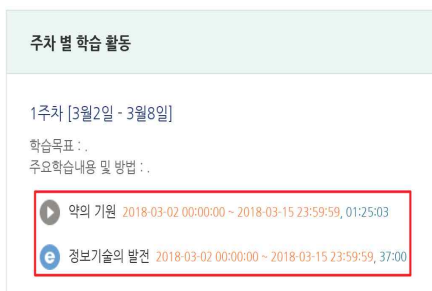 주차 별 학습 활동
1주차 [3월2일 - 3월8일]
학습목표 : .
주요학습내용 및 방법 : .
약의 기원 2018-03-02 00:00:00 ~ 2018-03-15 23:59:59, 01:25:03
e 정보기술의 발전 2018-03-02 00:00:00 ~ 2018-03-15 23:59:59, 37:00